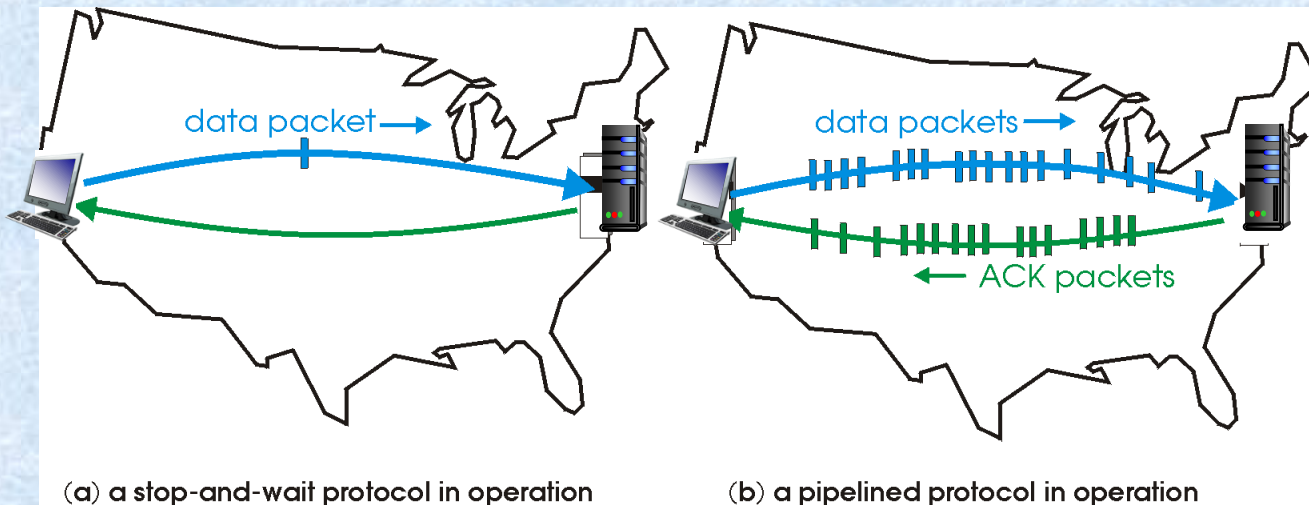 data packet
data packets
ACK packets
(a) a stop-and-wait protocol in operation
(b) a pipelined protocol in operation